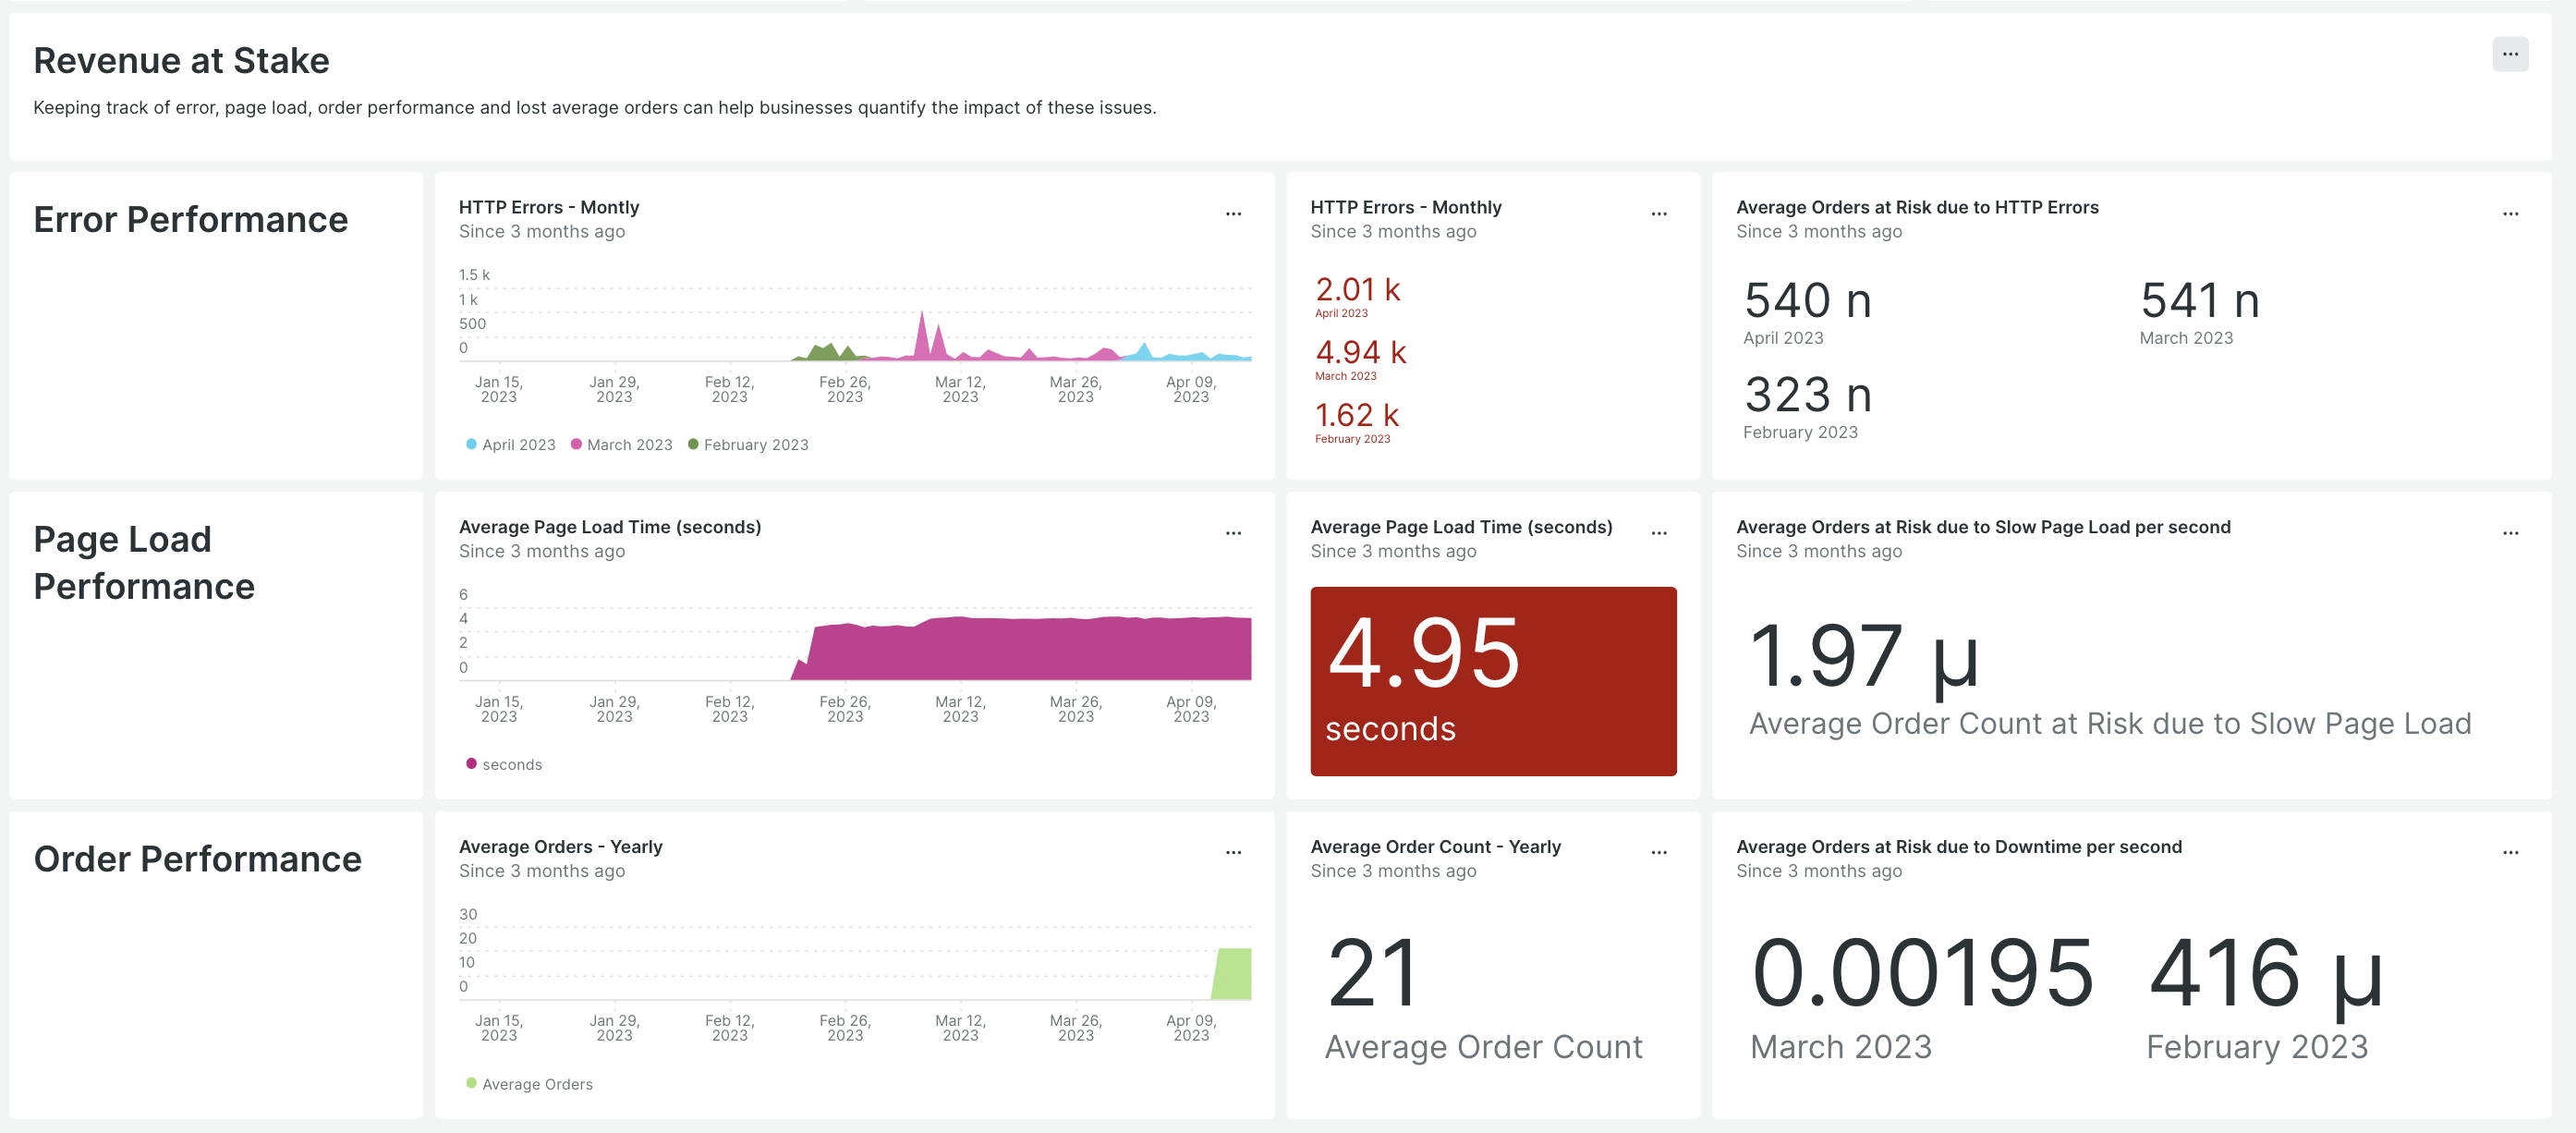 Revenue at Stake
...
Keeping track of error, page load, order performance and lost average orders can help businesses quantify the impact of these issues.
Error Performance
HTTP Errors - Montly
...
Since 3 months ago
1.5 k
1 k
500
0
Jan 15,
2023
Jan 29,
2023
Feb 12,
2023
Feb 26,
2023
Mar 12,
2023
Mar 26,
2023
Apr 09,
2023
April 2023
March 2023
February 2023
HTTP Errors - Monthly
...
Since 3 months ago
2.01 k
April 2023
4.94 k
March 2023
1.62 k
February 2023
Average Orders at Risk due to HTTP Errors
...
Since 3 months ago
540 n
April 2023
541 n
March 2023
323 n
February 2023
Page Load
Performance
Average Page Load Time (seconds)
...
Since 3 months ago
6
4
2
0
Jan 15,
2023
Jan 29,
2023
Feb 12,
2023
Feb 26,
2023
Mar 12,
2023
Mar 26,
2023
Apr 09,
2023
seconds
Average Page Load Time (seconds)
...
Since 3 months ago
4.95
seconds
Average Orders at Risk due to Slow Page Load per second
...
Since 3 months ago
1.97 µ
Average Order Count at Risk due to Slow Page Load
Order Performance
Average Orders - Yearly
...
Since 3 months ago
30
20
10
0
Jan 15,
2023
Jan 29,
2023
Feb 12,
2023
Feb 26,
2023
Mar 12,
2023
Mar 26,
2023
Apr 09,
2023
Average Orders
Average Order Count - Yearly
...
Since 3 months ago
21
Average Order Count
Average Orders at Risk due to Downtime per second
...
Since 3 months ago
0.00195
March 2023
416 µ
February 2023